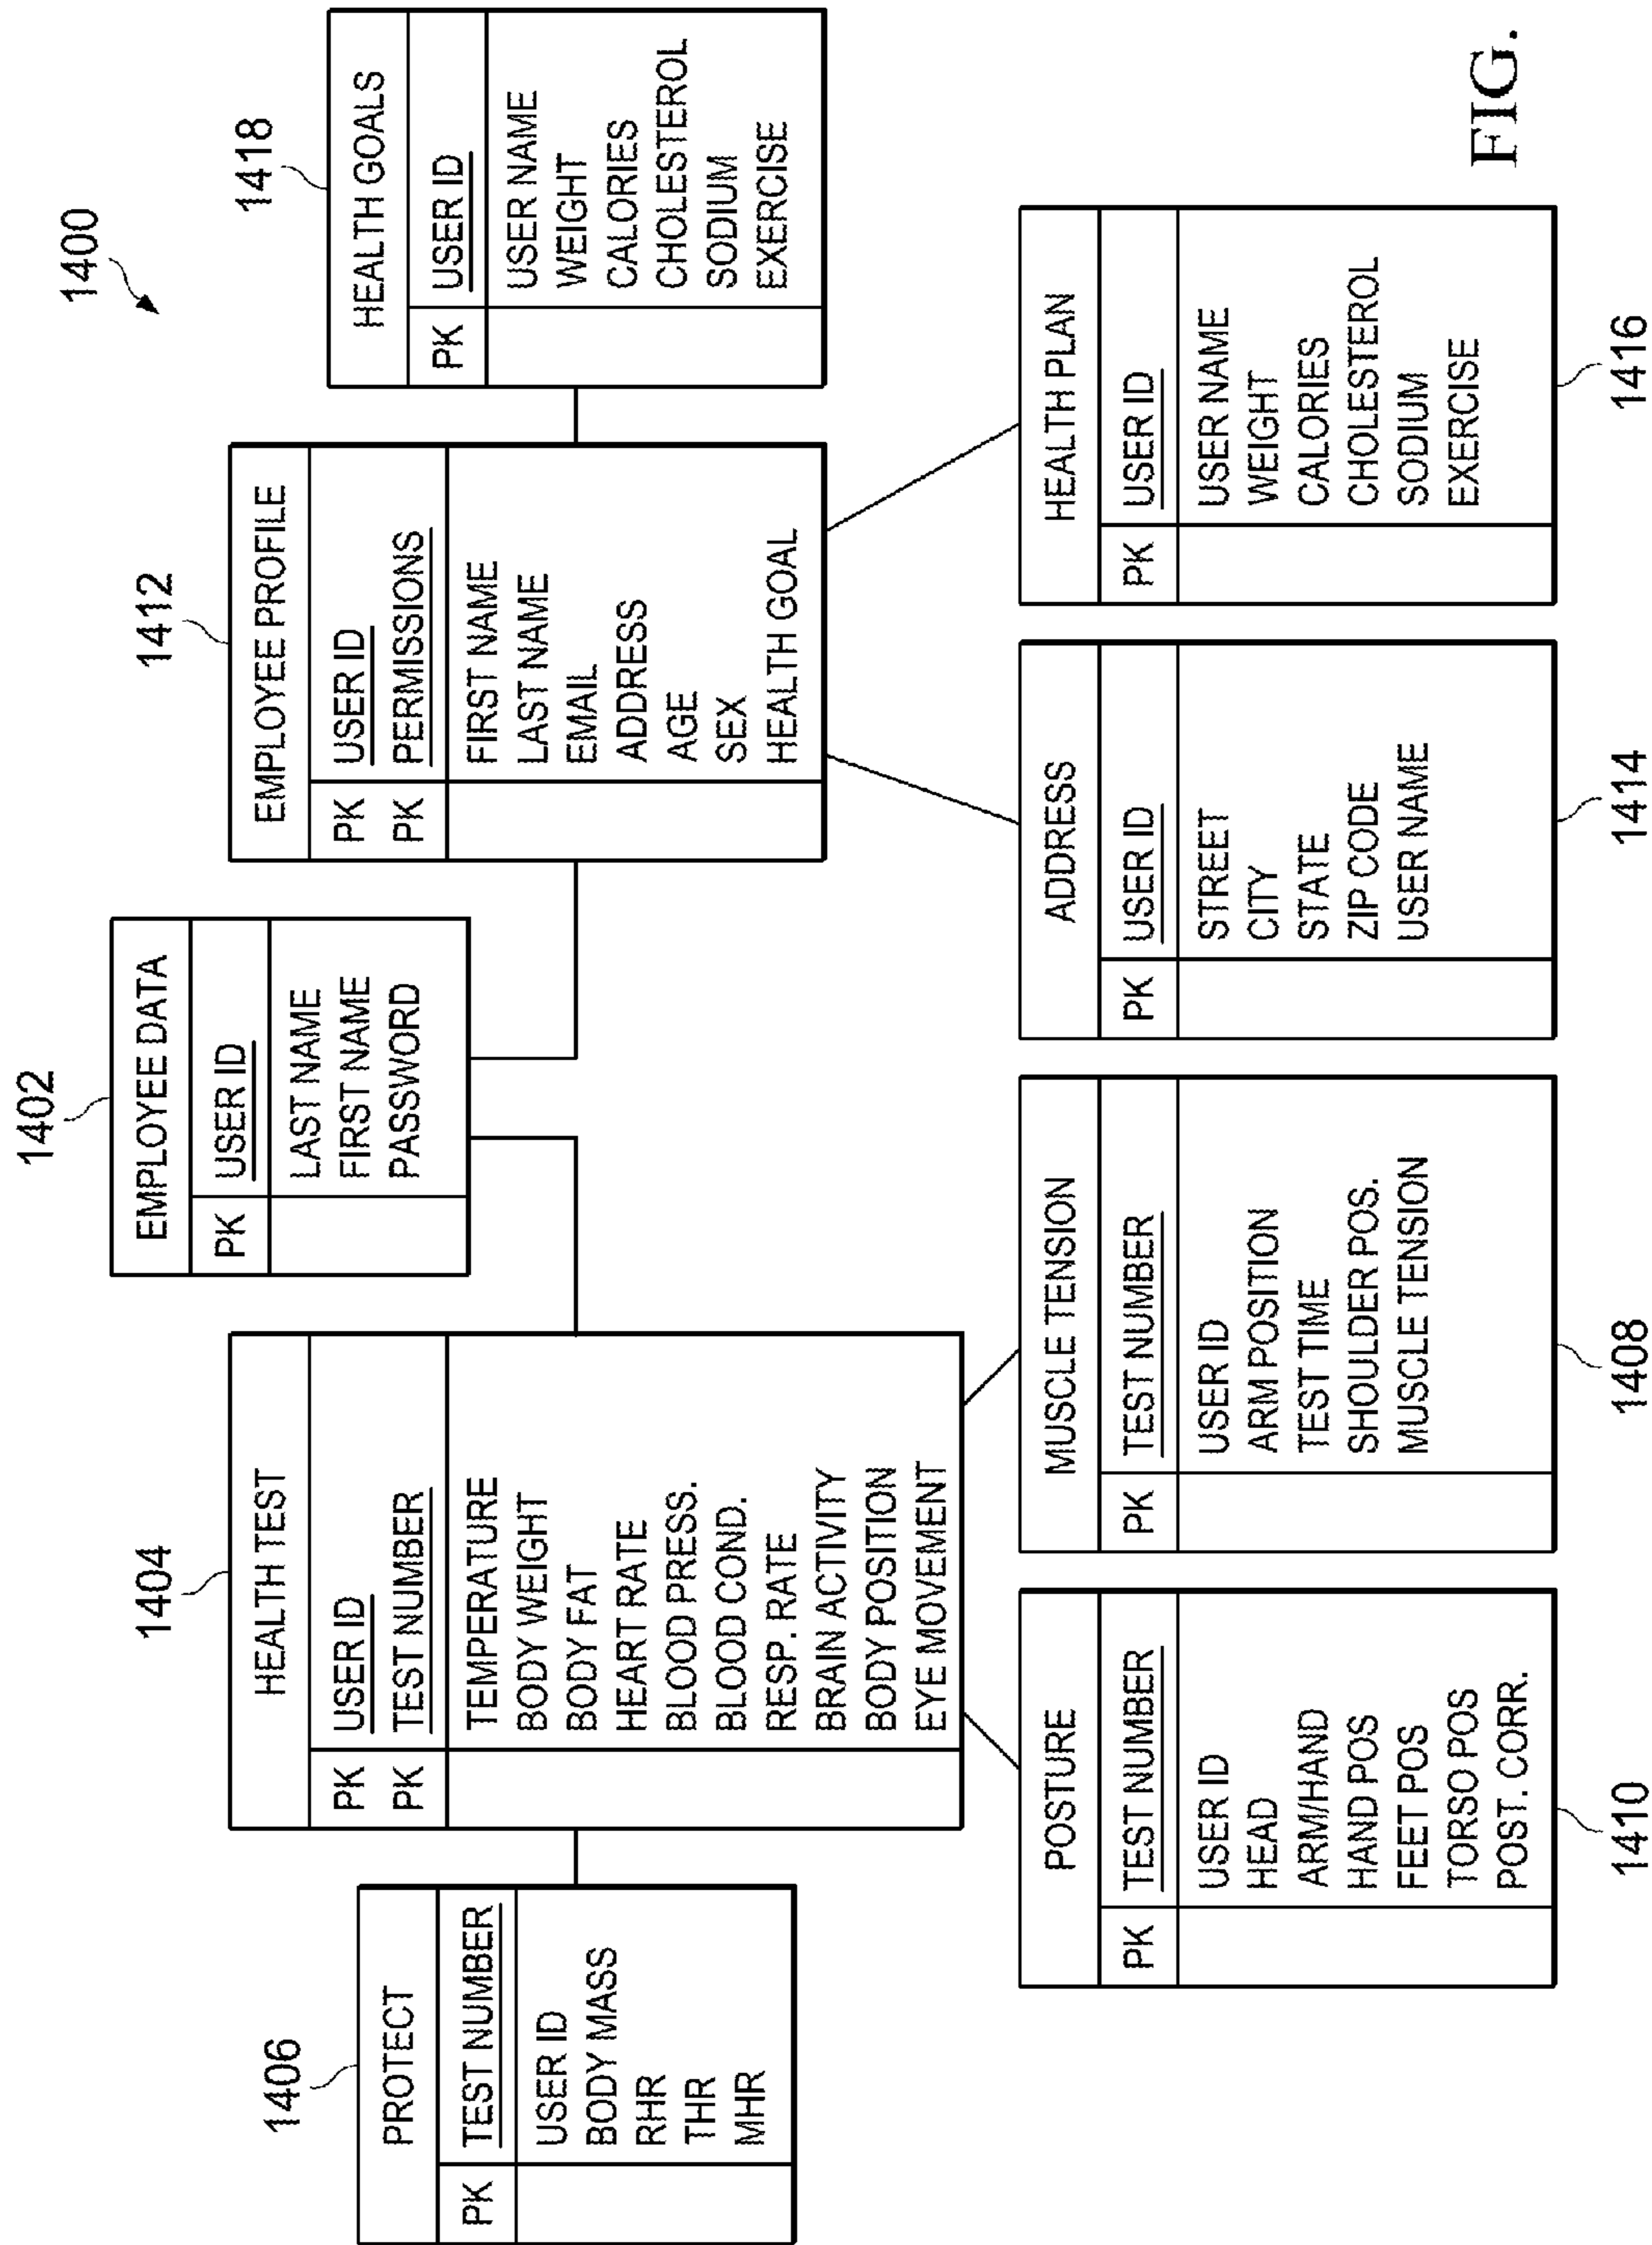 1400
1402
EMPLOYEE DATA
PK USER ID
LAST NAME
FIRST NAME
PASSWORD
1404
HEALTH TEST
PK USER ID
PK TEST NUMBER
TEMPERATURE
BODY WEIGHT
BODY FAT
HEART RATE
BLOOD PRESS.
BLOOD COND.
RESP. RATE
BRAIN ACTIVITY
BODY POSITION
EYE MOVEMENT
1412
EMPLOYEE PROFILE
PK USER ID
PK PERMISSIONS
FIRST NAME
LAST NAME
EMAIL
ADDRESS
AGE
SEX
HEALTH GOAL
1406
PROTECT
PK TEST NUMBER
USER ID
BODY MASS
RHR
THR
MHR
1418
HEALTH GOALS
PK USER ID
USER NAME
WEIGHT
CALORIES
CHOLESTEROL
SODIUM
EXERCISE
POSTURE
PK TEST NUMBER
USER ID
HEAD
ARM/HAND
HAND POS
FEET POS
TORSO POS
POST. CORR.
1410
MUSCLE TENSION
PK TEST NUMBER
USER ID
ARM POSITION
TEST TIME
SHOULDER POS.
MUSCLE TENSION
1408
ADDRESS
PK USER ID
STREET
CITY
STATE
ZIP CODE
USER NAME
1414
HEALTH PLAN
PK USER ID
USER NAME
WEIGHT
CALORIES
CHOLESTEROL
SODIUM
EXERCISE
1416
FIG.